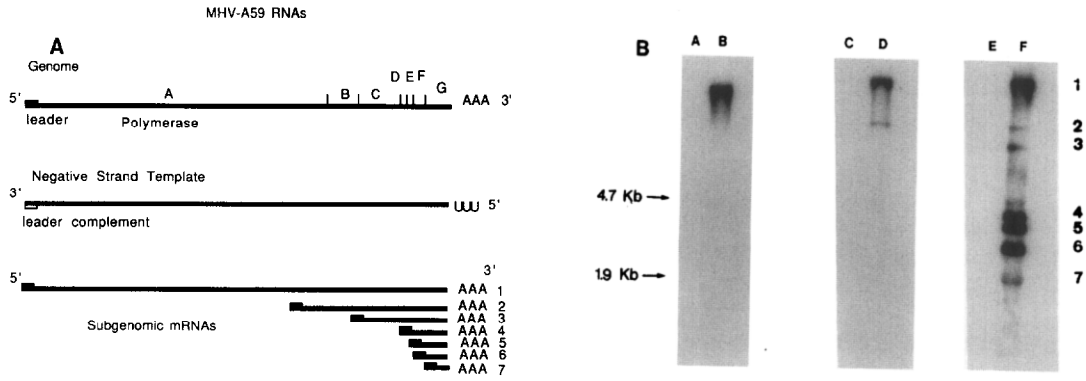 MHV-A59 RNAs
A
Genome
D E F
A B C G
5' AAA 3'
leader Polymerase
Negative Strand Template
3'
UUU 5'
leader complement
5' 3'
AAA 1
AAA 2
AAA 3
Subgenomic mRNAs
AAA 4
AAA 5
AAA 6
AAA 7
B
A B C D E F
1
2
3
4.7 Kb →
4
5
6
1.9 Kb →
7